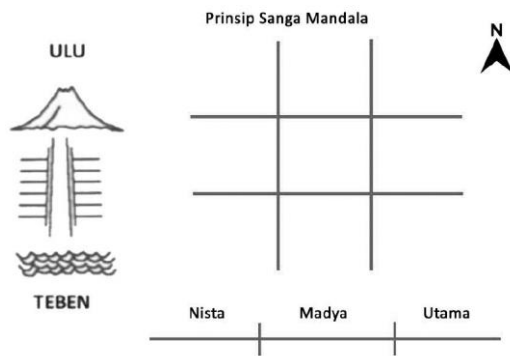 Prinsip Sanga Mandala
N
ULU
TEBEN
Nista Madya Utama